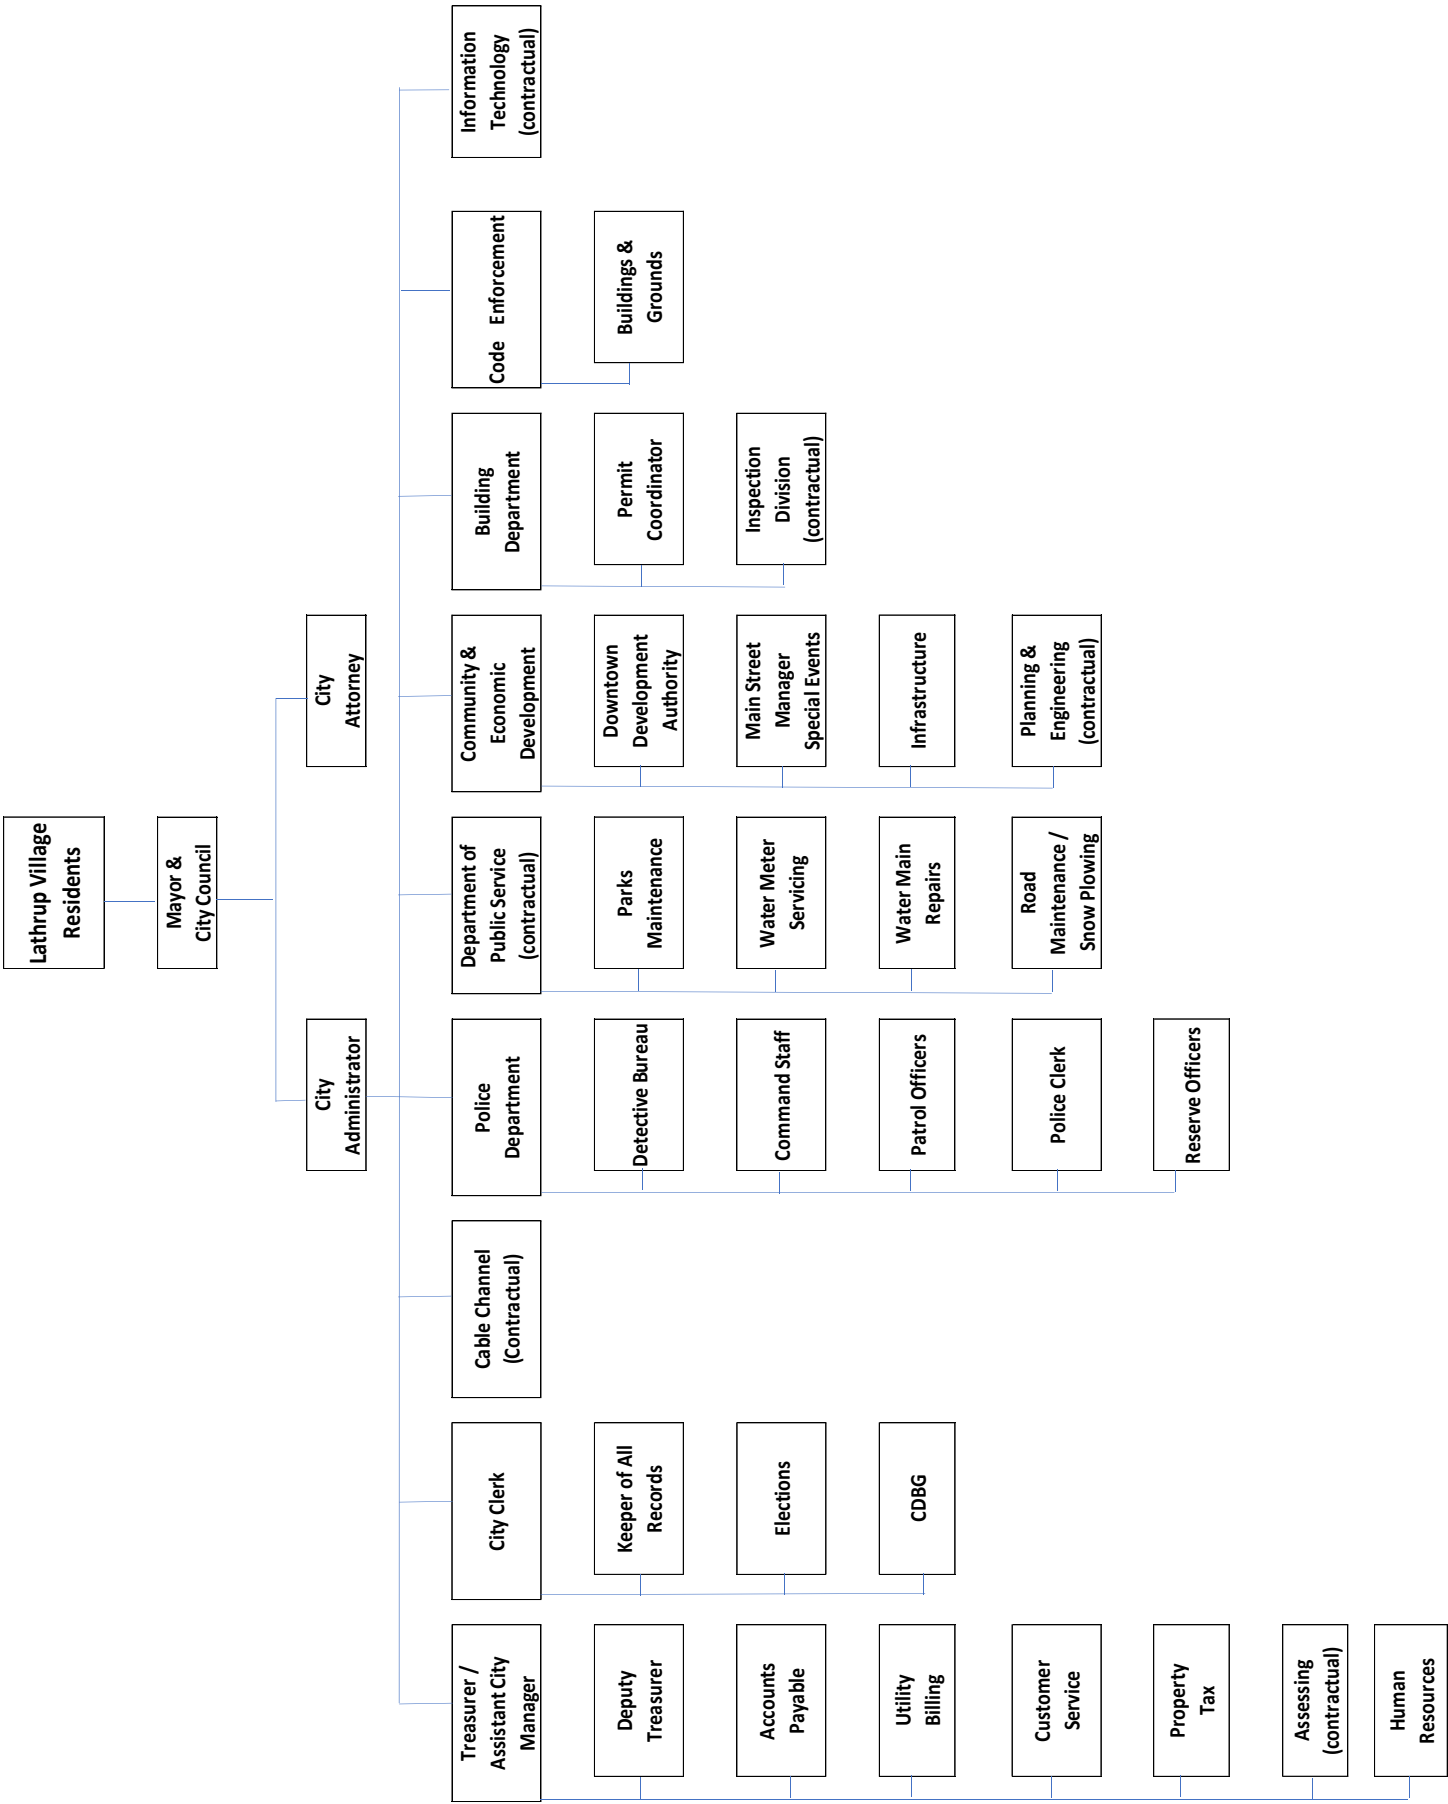 Lathrup Village
Residents
Mayor &
City Council
City
Administrator
City
Attorney
Treasurer /
Assistant City
Manager
Deputy
Treasurer
Accounts
Payable
Utility
Billing
Customer
Service
Property
Tax
Assessing
(contractual)
Human
Resources
City Clerk
Keeper of All
Records
Elections
CDBG
Cable Channel
(Contractual)
Police
Department
Detective Bureau
Command Staff
Patrol Officers
Police Clerk
Reserve Officers
Department of
Public Service
(contractual)
Parks
Maintenance
Water Meter
Servicing
Water Main
Repairs
Road
Maintenance /
Snow Plowing
Community &
Economic
Development
Downtown
Development
Authority
Main Street
Manager
Special Events
Infrastructure
Planning &
Engineering
(contractual)
Building
Department
Permit
Coordinator
Inspection
Division
(contractual)
Code Enforcement
Buildings &
Grounds
Information
Technology
(contractual)